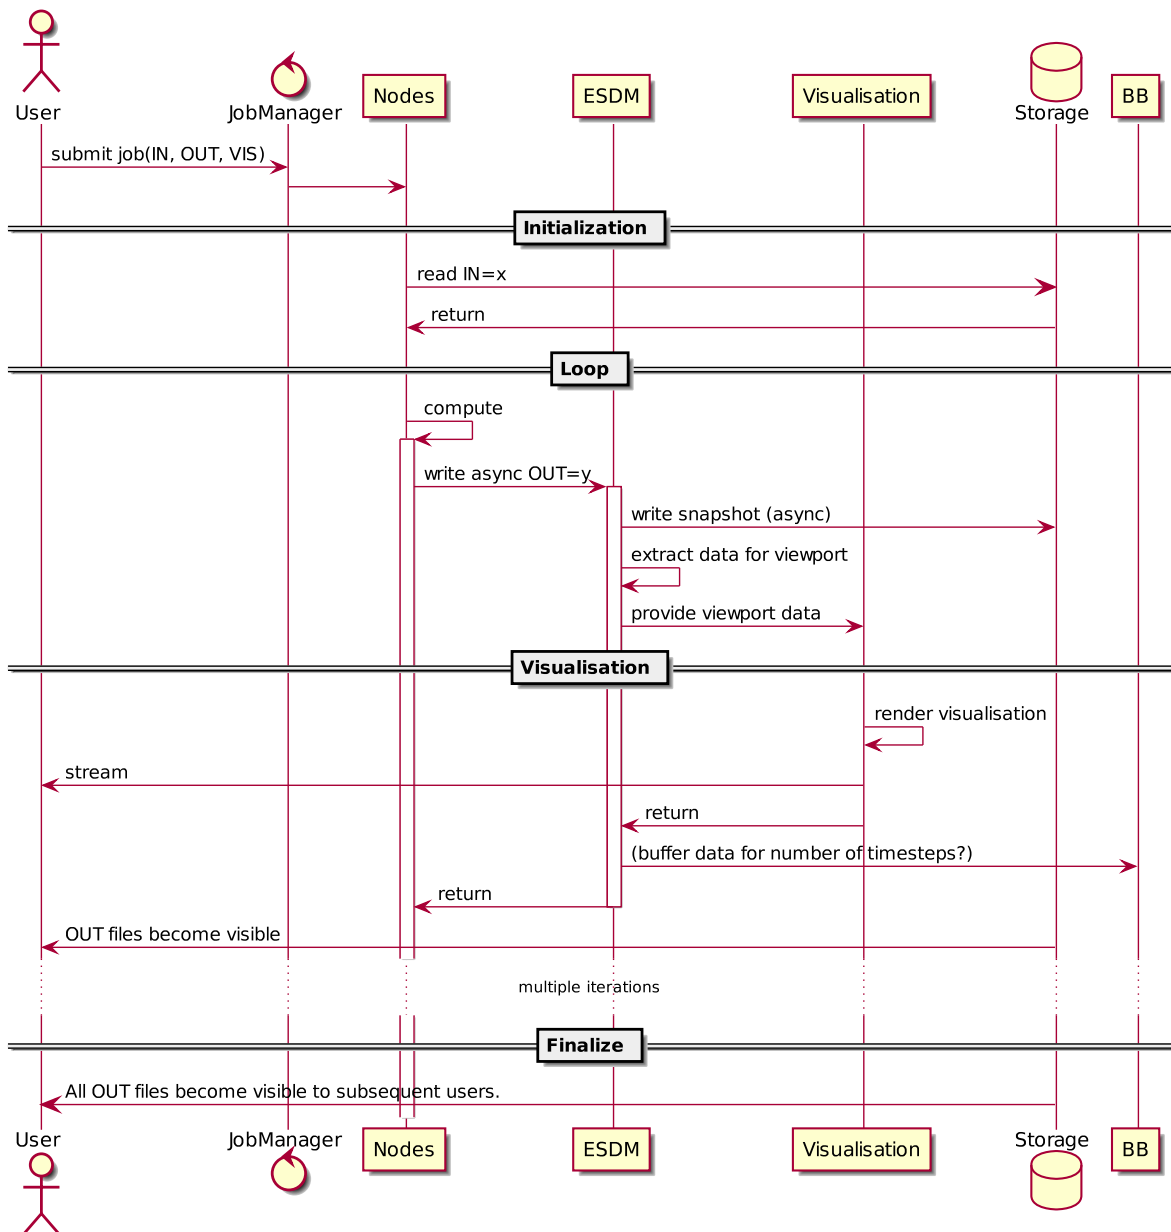 User
JobManager
Nodes
ESDM
Visualisation
Storage
BB
submit job(IN, OUT, VIS)
Initialization
read IN=x
return
Loop
compute
write async OUT=y
write snapshot (async)
extract data for viewport
provide viewport data
Visualisation
render visualisation
stream
return
(buffer data for number of timesteps?)
return
OUT files become visible
multiple iterations
Finalize
All OUT files become visible to subsequent users.
User
JobManager
Nodes
ESDM
Visualisation
Storage
BB